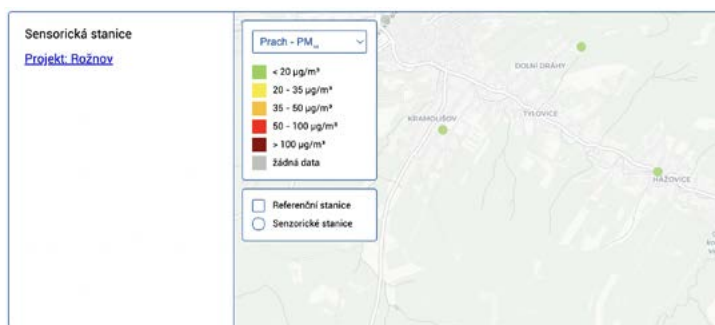 Sensorická stanice
Projekt: Rožnov
Prach - PM
< 20 µg/m³
20 - 35 µg/m³
35 - 50 µg/m³
50 - 100 µg/m³
> 100 µg/m³
žádná data
Referenční stanice
Senzorické stanice
DOLNÍ DRÁHY
TYLOVICE
KRAMOLIŠOV
HÁŽOVICE